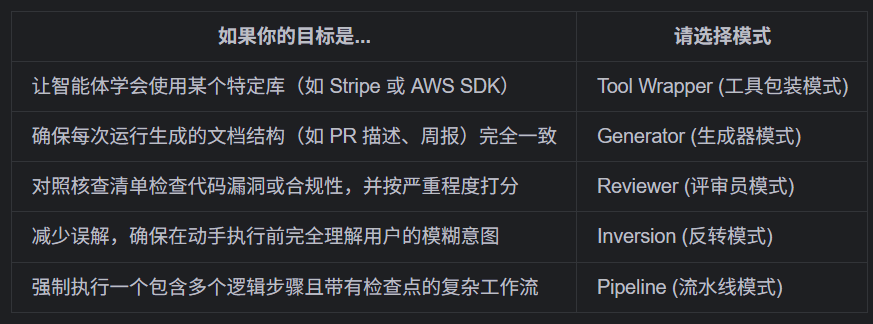 如果你的目标是... 请选择模式
让智能体学会使用某个特定库（如 Stripe 或 AWS SDK） Tool Wrapper (工具包装模式)
确保每次运行生成的文档结构（如 PR 描述、周报）完全一致 Generator (生成器模式)
对照核查清单检查代码漏洞或合规性，并按严重程度打分 Reviewer (评审员模式)
减少误解，确保在动手执行前完全理解用户的模糊意图 Inversion (反转模式)
强制执行一个包含多个逻辑步骤且带有检查点的复杂工作流 Pipeline (流水线模式)